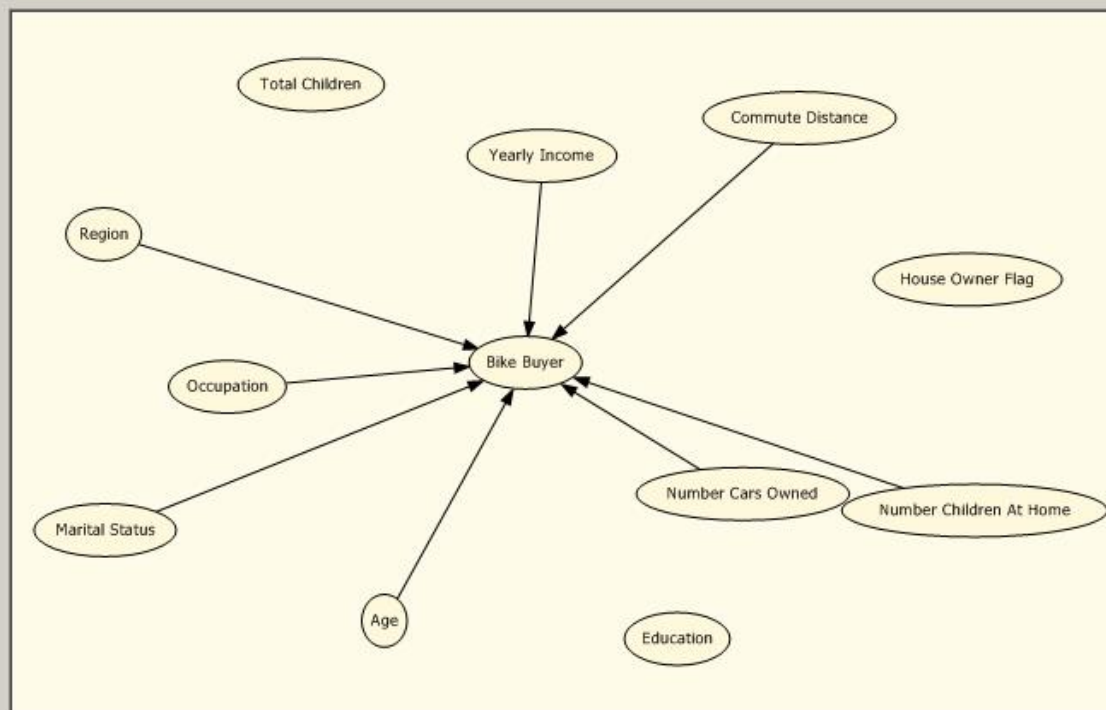 Total Children
Commute Distance
Yearly Income
Region
House Owner Flag
Bike Buyer
Occupation
Number Cars Owned
Number Children At Home
Marital Status
Age
Education